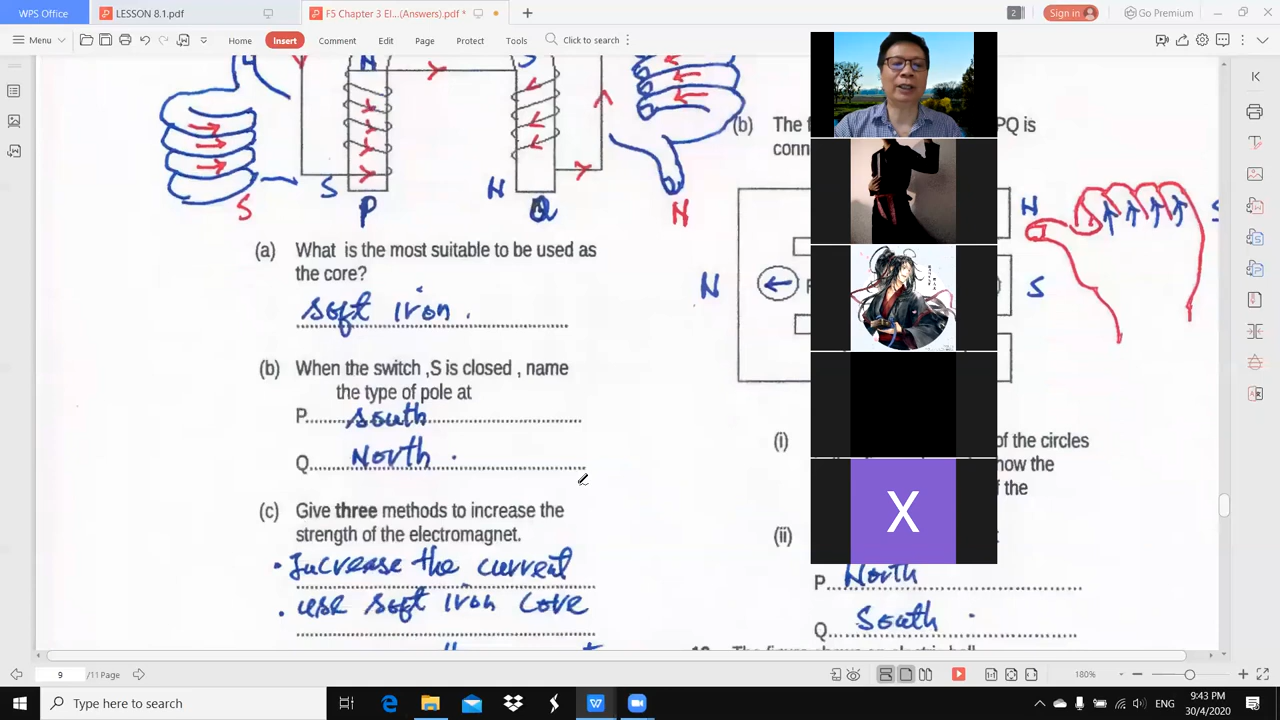 WPS Office
LESSON 8.1.pdf
F5 Chapter 3 El...(Answers).pdf *
2
Sign in
Go Premium
Menu
Home
Insert
Comment
Edit
Page
Protect
Tools
Click to search
N
S
S
P
N
Q
S
N
(a) What is the most suitable to be used as
the core?
Soft iron.
(b) When the switch ,S is closed , name
the type of pole at
P South
Q North.
(c) Give three methods to increase the
strength of the electromagnet.
• Increase the current
• use soft iron core
(b) The f
PQ is
conn
N
N
S
(i)
of the circles
how the
of the
(ii)
X
P North
Q South.
9 /11 Page
180%
Type here to search
9:43 PM
30/4/2020